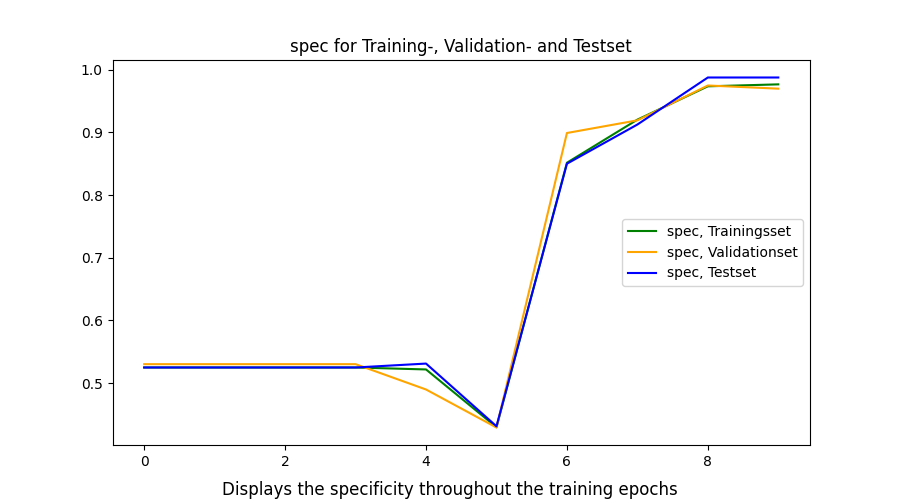 spec for Training-, Validation- and Testset
1.0
0.9
0.8
0.7
0.6
0.5
spec, Trainingsset
spec, Validationset
spec, Testset
0 2 4 6 8
Displays the specificity throughout the training epochs